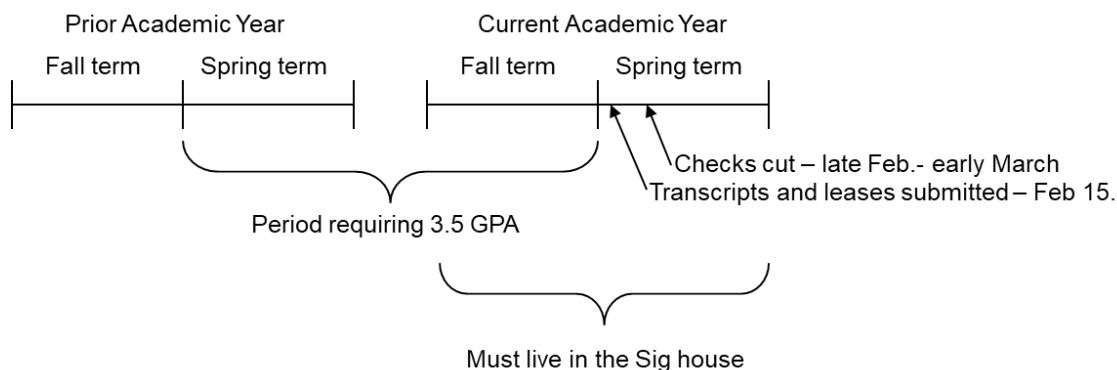 Prior Academic Year
Current Academic Year
Fall term
Spring term
Fall term
Spring term
Checks cut – late Feb.- early March
Transcripts and leases submitted – Feb 15.
Period requiring 3.5 GPA
Must live in the Sig house